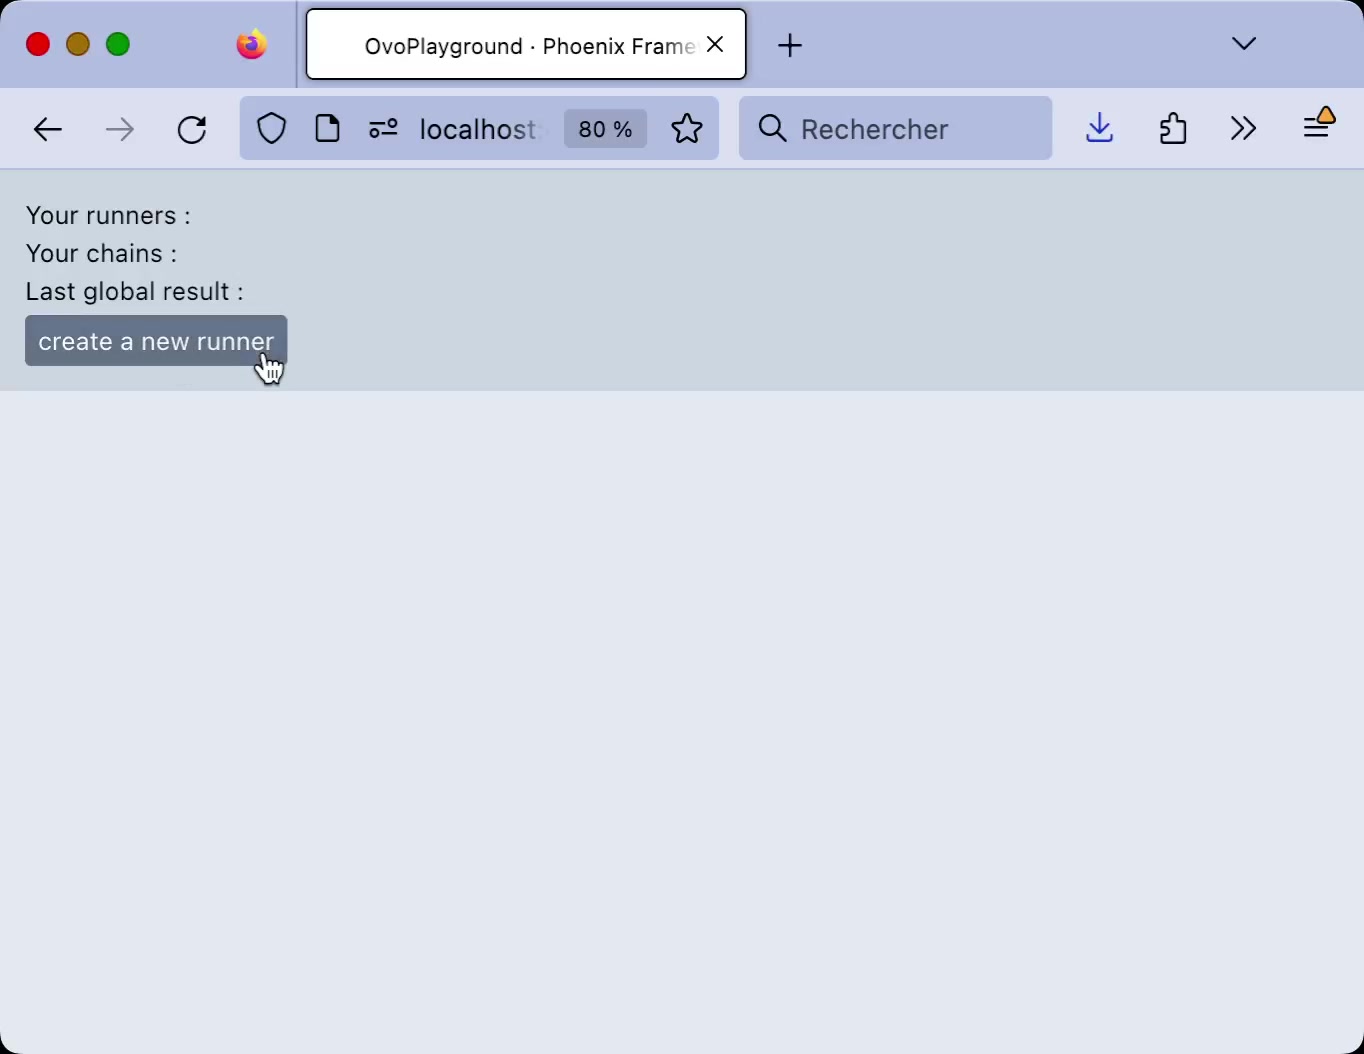 OvoPlayground · Phoenix Frame
localhost:
80 %
Rechercher
Your runners :
Your chains :
Last global result :
create a new runner